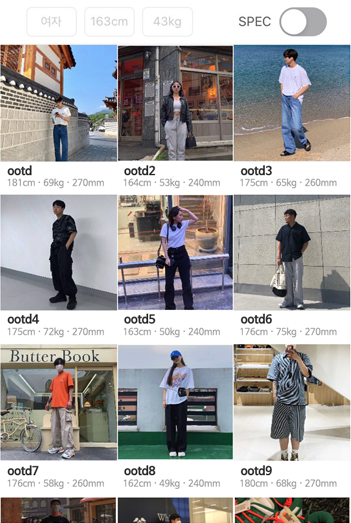 여자 163cm 43kg SPEC
ootd ootd2 ootd3
181cm · 69kg · 270mm 164cm · 53kg · 240mm 175cm · 65kg · 260mm
ootd4 ootd5 ootd6
175cm · 72kg · 270mm 163cm · 50kg · 240mm 176cm · 75kg · 270mm
Butter Book
ootd7 ootd8 ootd9
176cm · 58kg · 260mm 162cm · 49kg · 240mm 180cm · 68kg · 270mm